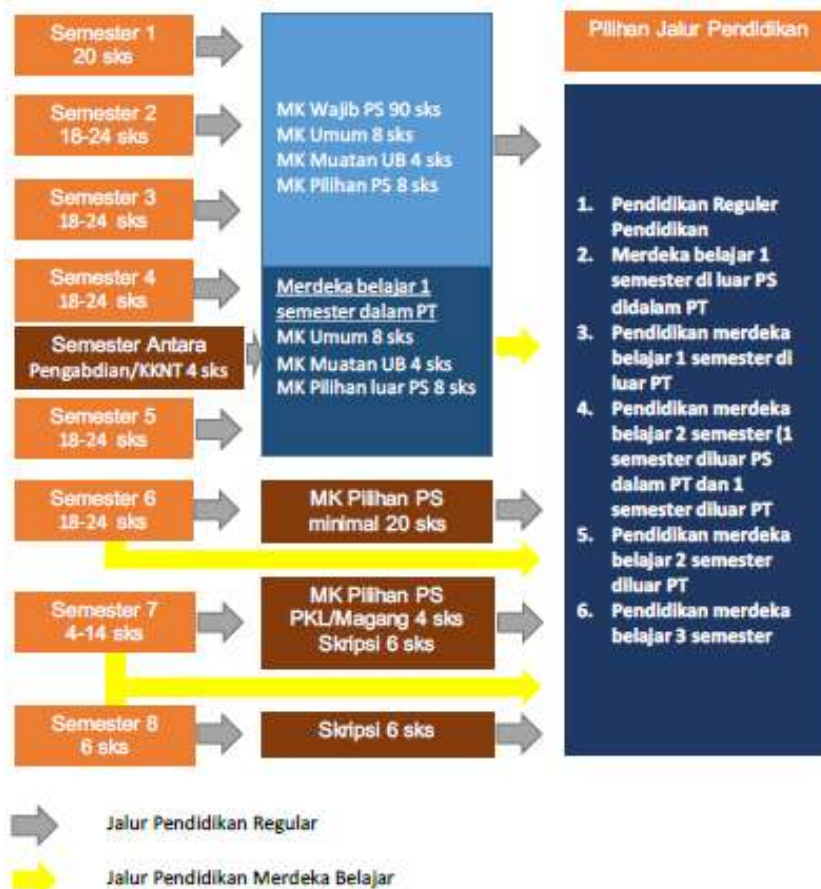 Semester 1
20 sks
Semester 2
18-24 sks
Semester 3
18-24 sks
Semester 4
18-24 sks
Semester Antara
Pengabdian/KKNT 4 sks
Semester 5
18-24 sks
Semester 6
18-24 sks
Semester 7
4-14 sks
Semester 8
6 sks
MK Wajib PS 90 sks
MK Umum 8 sks
MK Muatan UB 4 sks
MK Pilihan PS 8 sks
Merdeka belajar 1
semester dalam PT
MK Umum 8 sks
MK Muatan UB 4 sks
MK Pilihan luar PS 8 sks
MK Pilihan PS
minimal 20 sks
MK Pilihan PS
PKL/Magang 4 sks
Skripsi 6 sks
Skripsi 6 sks
Pilihan Jalur Pendidikan
1. Pendidikan Reguler
Pendidikan
2. Merdeka belajar 1
semester di luar PS
didalam PT
3. Pendidikan merdeka
belajar 1 semester di
luar PT
4. Pendidikan merdeka
belajar 2 semester (1
semester diluar PS
dalam PT dan 1
semester diluar PT
5. Pendidikan merdeka
belajar 2 semester
diluar PT
6. Pendidikan merdeka
belajar 3 semester
Jalur Pendidikan Regular
Jalur Pendidikan Merdeka Belajar